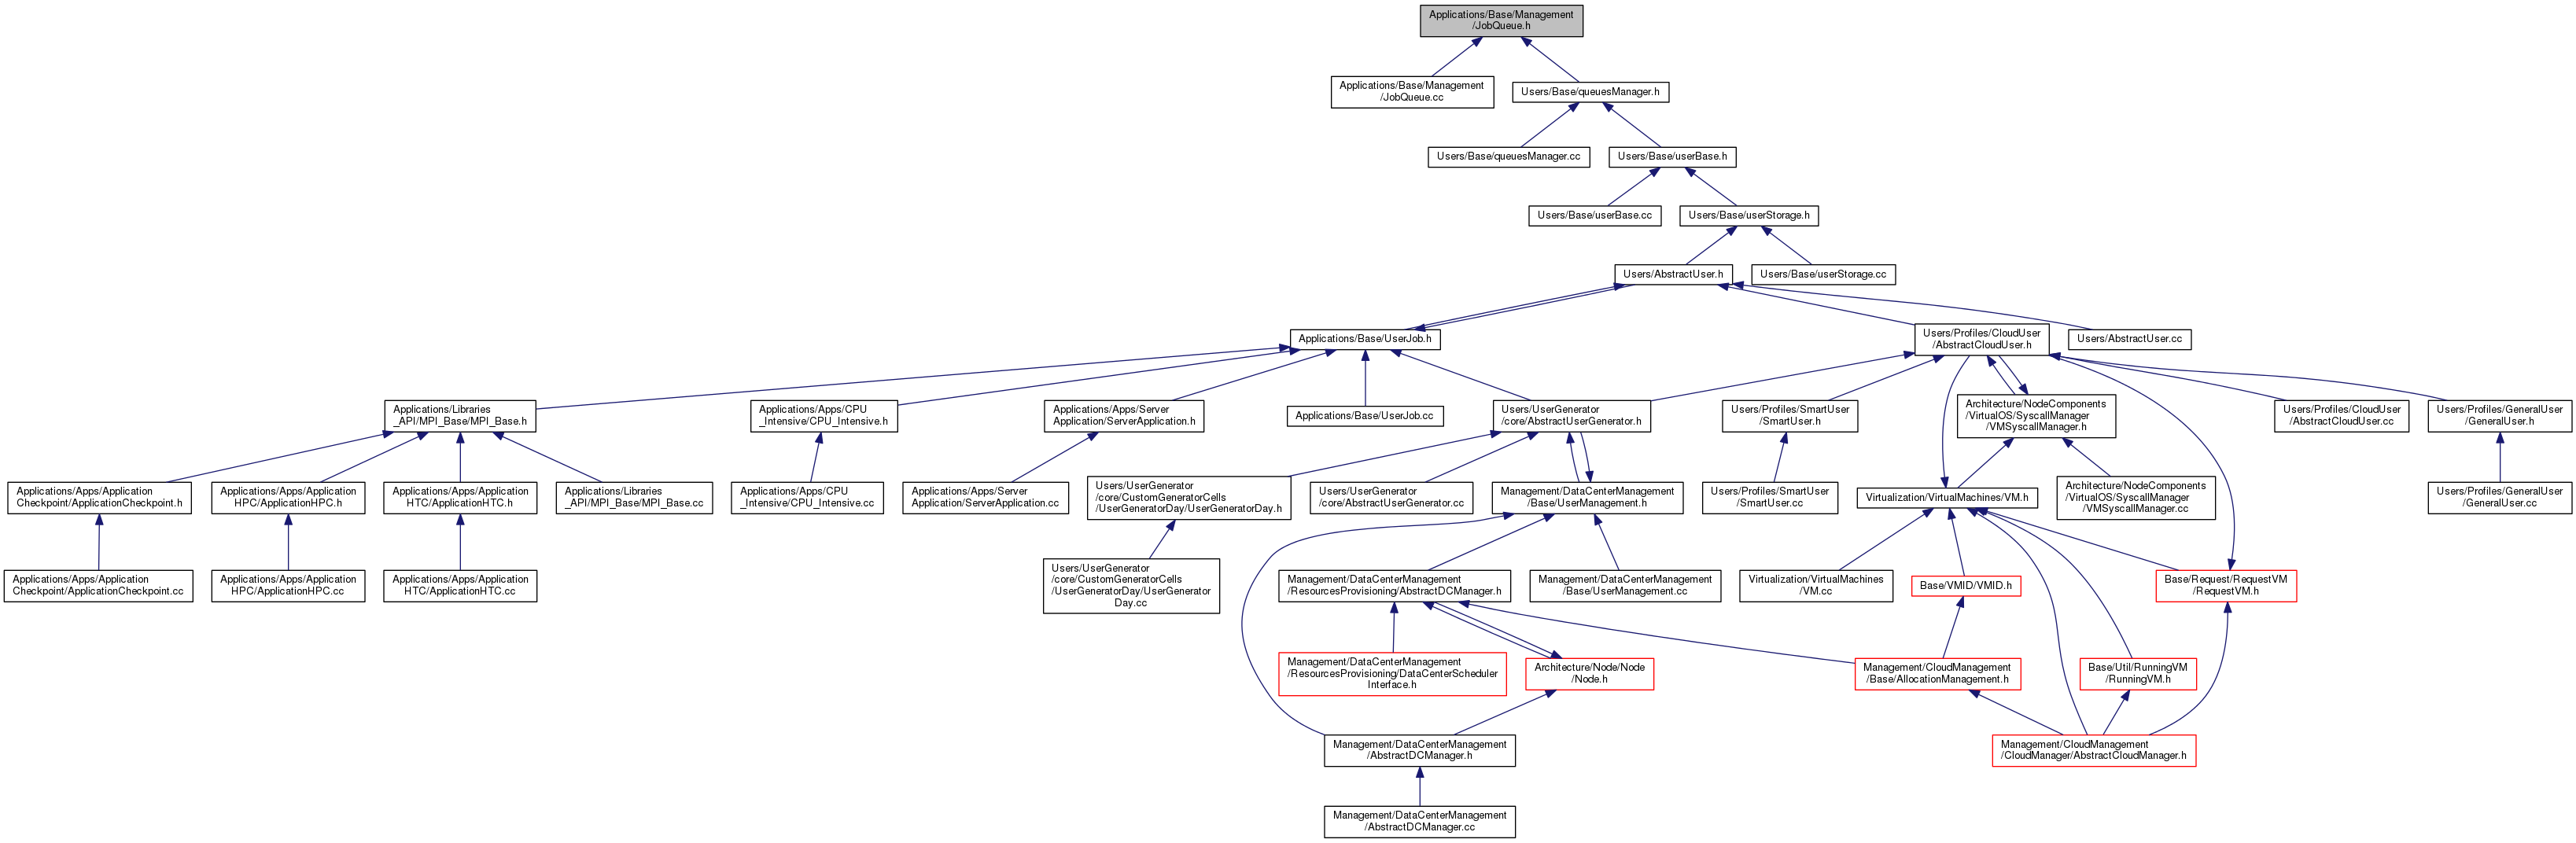 Applications/Base/Management
/JobQueue.h
Applications/Base/Management
/JobQueue.cc
Users/Base/queuesManager.h
Users/Base/queuesManager.cc
Users/Base/userBase.h
Users/Base/userBase.cc
Users/Base/userStorage.h
Users/AbstractUser.h
Users/Base/userStorage.cc
Applications/Base/UserJob.h
Users/Profiles/CloudUser
/AbstractCloudUser.h
Users/AbstractUser.cc
Applications/Libraries
_API/MPI_Base/MPI_Base.h
Applications/Apps/CPU
_Intensive/CPU_Intensive.h
Applications/Apps/Server
Application/ServerApplication.h
Applications/Base/UserJob.cc
Users/UserGenerator
/core/AbstractUserGenerator.h
Users/Profiles/SmartUser
/SmartUser.h
Architecture/NodeComponents
/VirtualOS/SyscallManager
/VMSyscallManager.h
Users/Profiles/CloudUser
/AbstractCloudUser.cc
Users/Profiles/GeneralUser
/GeneralUser.h
Applications/Apps/Application
Checkpoint/ApplicationCheckpoint.h
Applications/Apps/Application
HPC/ApplicationHPC.h
Applications/Apps/Application
HTC/ApplicationHTC.h
Applications/Libraries
_API/MPI_Base/MPI_Base.cc
Applications/Apps/CPU
_Intensive/CPU_Intensive.cc
Applications/Apps/Server
Application/ServerApplication.cc
Users/UserGenerator
/core/CustomGeneratorCells
/UserGeneratorDay/UserGeneratorDay.h
Users/UserGenerator
/core/AbstractUserGenerator.cc
Management/DataCenterManagement
/Base/UserManagement.h
Users/Profiles/SmartUser
/SmartUser.cc
Virtualization/VirtualMachines/VM.h
Architecture/NodeComponents
/VirtualOS/SyscallManager
/VMSyscallManager.cc
Users/Profiles/GeneralUser
/GeneralUser.cc
Applications/Apps/Application
Checkpoint/ApplicationCheckpoint.cc
Applications/Apps/Application
HPC/ApplicationHPC.cc
Applications/Apps/Application
HTC/ApplicationHTC.cc
Users/UserGenerator
/core/CustomGeneratorCells
/UserGeneratorDay/UserGenerator
Day.cc
Management/DataCenterManagement
/ResourcesProvisioning/AbstractDCManager.h
Management/DataCenterManagement
/Base/UserManagement.cc
Virtualization/VirtualMachines
/VM.cc
Base/VMID/VMID.h
Base/Request/RequestVM
/RequestVM.h
Management/DataCenterManagement
/ResourcesProvisioning/DataCenterScheduler
Interface.h
Architecture/Node/Node
/Node.h
Management/CloudManagement
/Base/AllocationManagement.h
Base/Util/RunningVM
/RunningVM.h
Management/DataCenterManagement
/AbstractDCManager.h
Management/CloudManagement
/CloudManager/AbstractCloudManager.h
Management/DataCenterManagement
/AbstractDCManager.cc